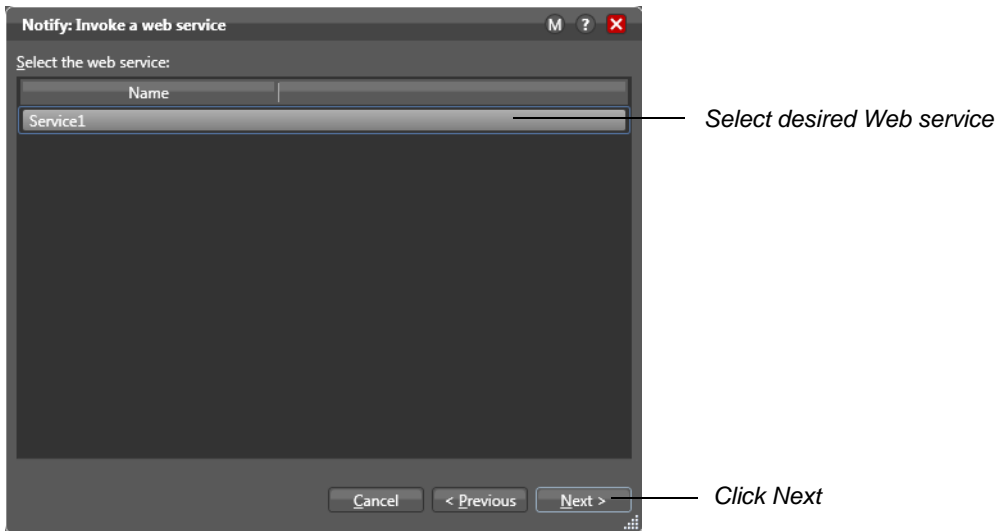 Notify: Invoke a web service M ?
Select the web service:
Name
Service1
Select desired Web service
Cancel < Previous Next >
Click Next